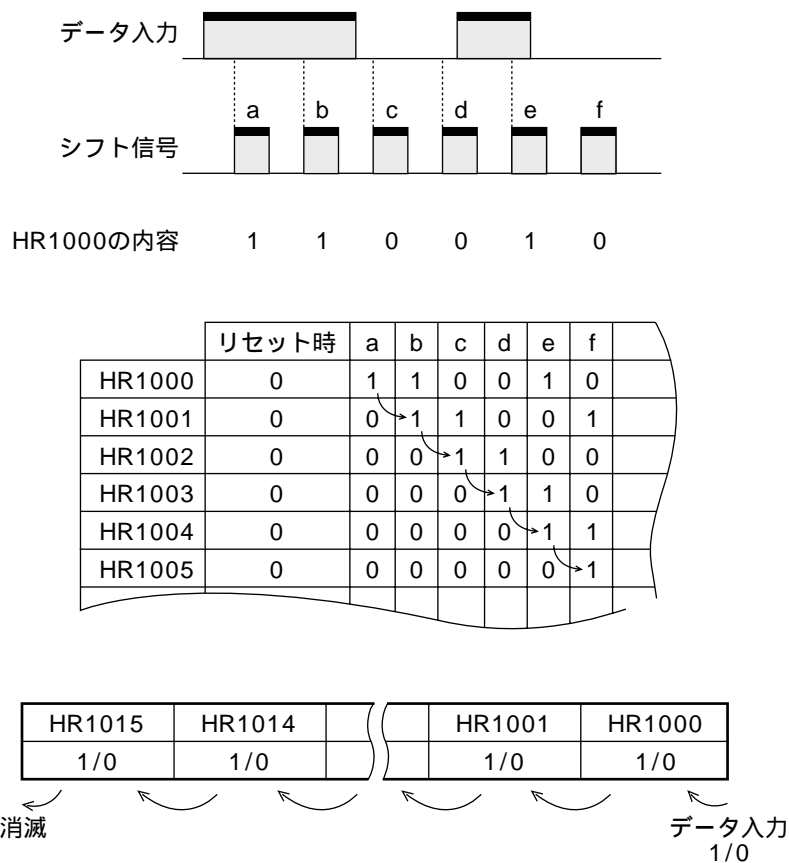 データ入力
a b c d e f
シフト信号
HR1000の内容 1 1 0 0 1 0
リセット時 a b c d e f
HR1000 0 1 1 0 0 1 0
HR1001 0 0 1 1 0 0 1
HR1002 0 0 0 1 1 0 0
HR1003 0 0 0 0 1 1 0
HR1004 0 0 0 0 0 1 1
HR1005 0 0 0 0 0 0 1
HR1015 HR1014 HR1001 HR1000
1/0 1/0 1/0 1/0
消滅 データ入力
1/0